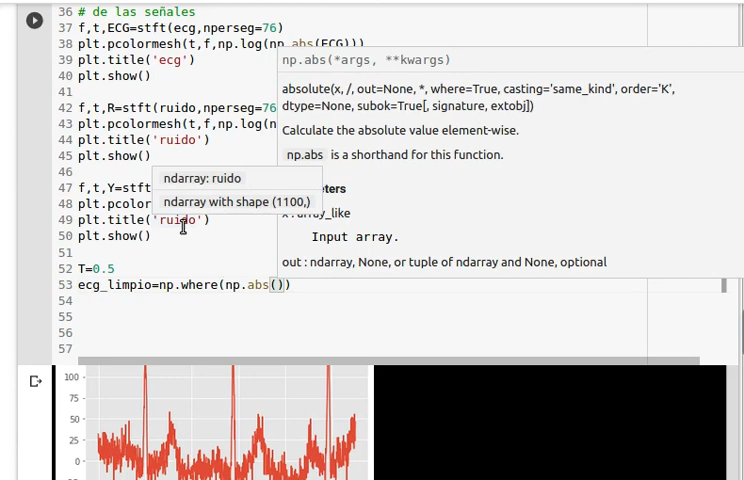 36 # de las señales
37 f,t,ECG=stft(ecg,nperseg=76)
38 plt.pcolormesh(t,f,np.log(np.abs(ECG)))
39 plt.title('ecg')
40 plt.show()
41
42 f,t,R=stft(ruido,nperseg=76
43 plt.pcolormesh(t,f,np.log(n
44 plt.title('ruido')
45 plt.show()
46
47 f,t,Y=stft
48 plt.pcolor
49 plt.title('ruido')
50 plt.show()
51
52 T=0.5
53 ecg_limpio=np.where(np.abs())
54
55
56
57
np.abs(*args, **kwargs)
absolute(x, /, out=None, *, where=True, casting='same_kind', order='K',
dtype=None, subok=True[, signature, extobj])
Calculate the absolute value element-wise.
np.abs is a shorthand for this function.
eters
x : array_like
Input array.
out : ndarray, None, or tuple of ndarray and None, optional
ndarray: ruido
ndarray with shape (1100,)
100
75
50
25
0